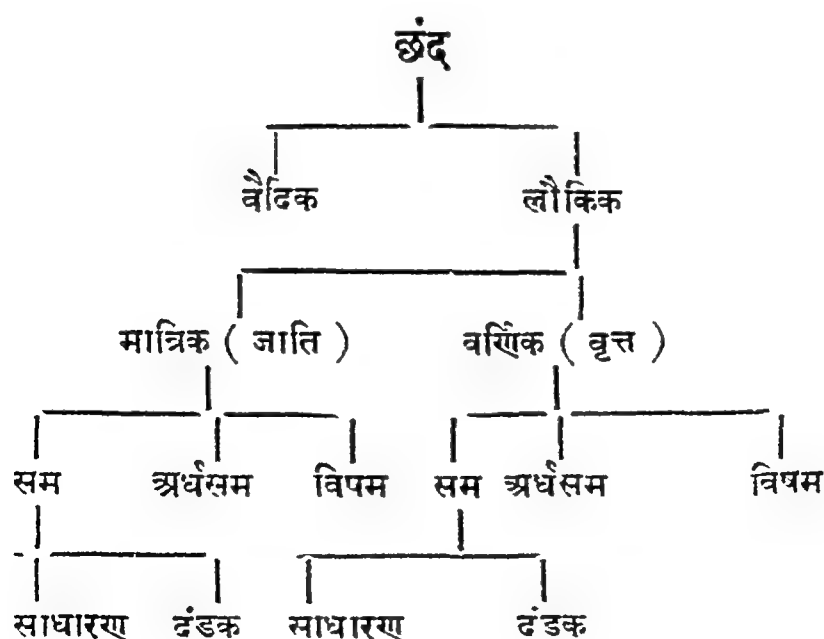 छंद
वैदिक लौकिक
मात्रिक ( जाति ) वर्णिक ( वृत्त )
सम अर्धसम विषम सम अर्धसम विषम
साधारण दंडक साधारण दंडक